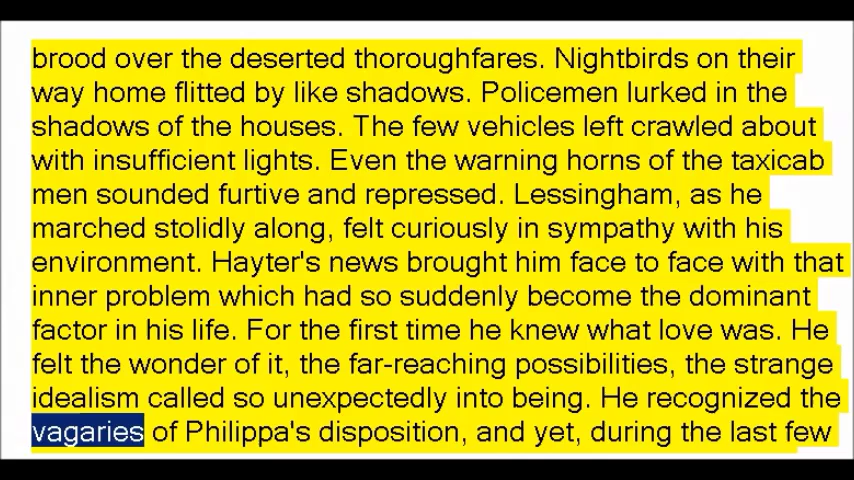 brood over the deserted thoroughfares. Nightbirds on their
way home flitted by like shadows. Policemen lurked in the
shadows of the houses. The few vehicles left crawled about
with insufficient lights. Even the warning horns of the taxicab
men sounded furtive and repressed. Lessingham, as he
marched stolidly along, felt curiously in sympathy with his
environment. Hayter's news brought him face to face with that
inner problem which had so suddenly become the dominant
factor in his life. For the first time he knew what love was. He
felt the wonder of it, the far-reaching possibilities, the strange
idealism called so unexpectedly into being. He recognized the
vagaries of Philippa's disposition, and yet, during the last few